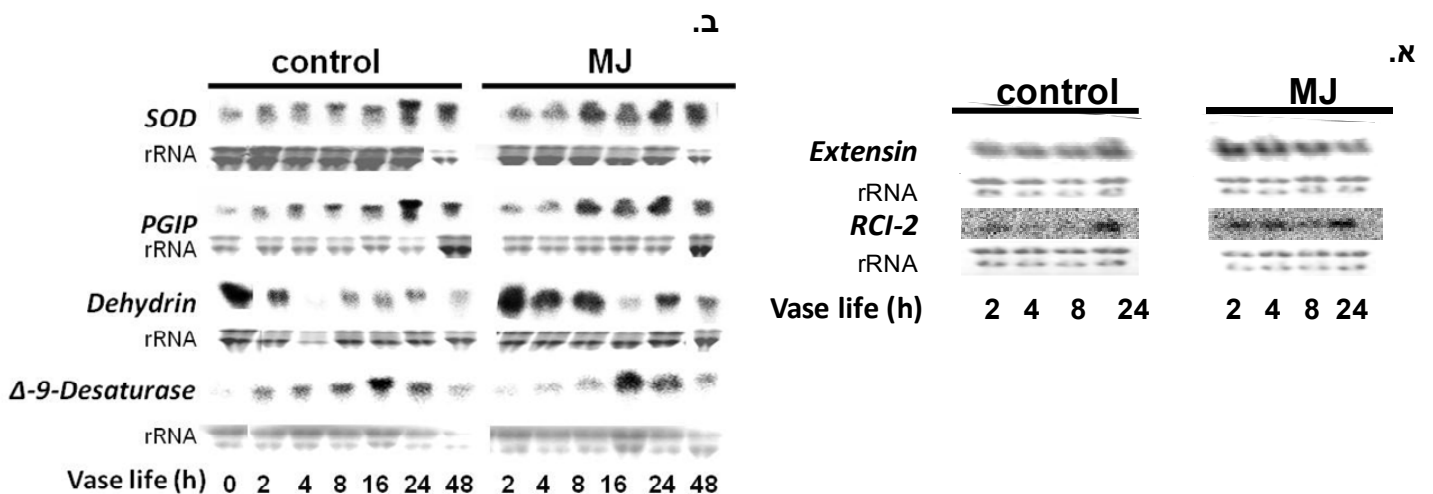 א.
control MJ
Extensin
rRNA
RCI-2
rRNA
Vase life (h) 2 4 8 24 2 4 8 24
ב.
control MJ
SOD
rRNA
PGIP
rRNA
Dehydrin
rRNA
Δ-9-Desaturase
rRNA
Vase life (h) 0 2 4 8 16 24 48 2 4 8 16 24 48